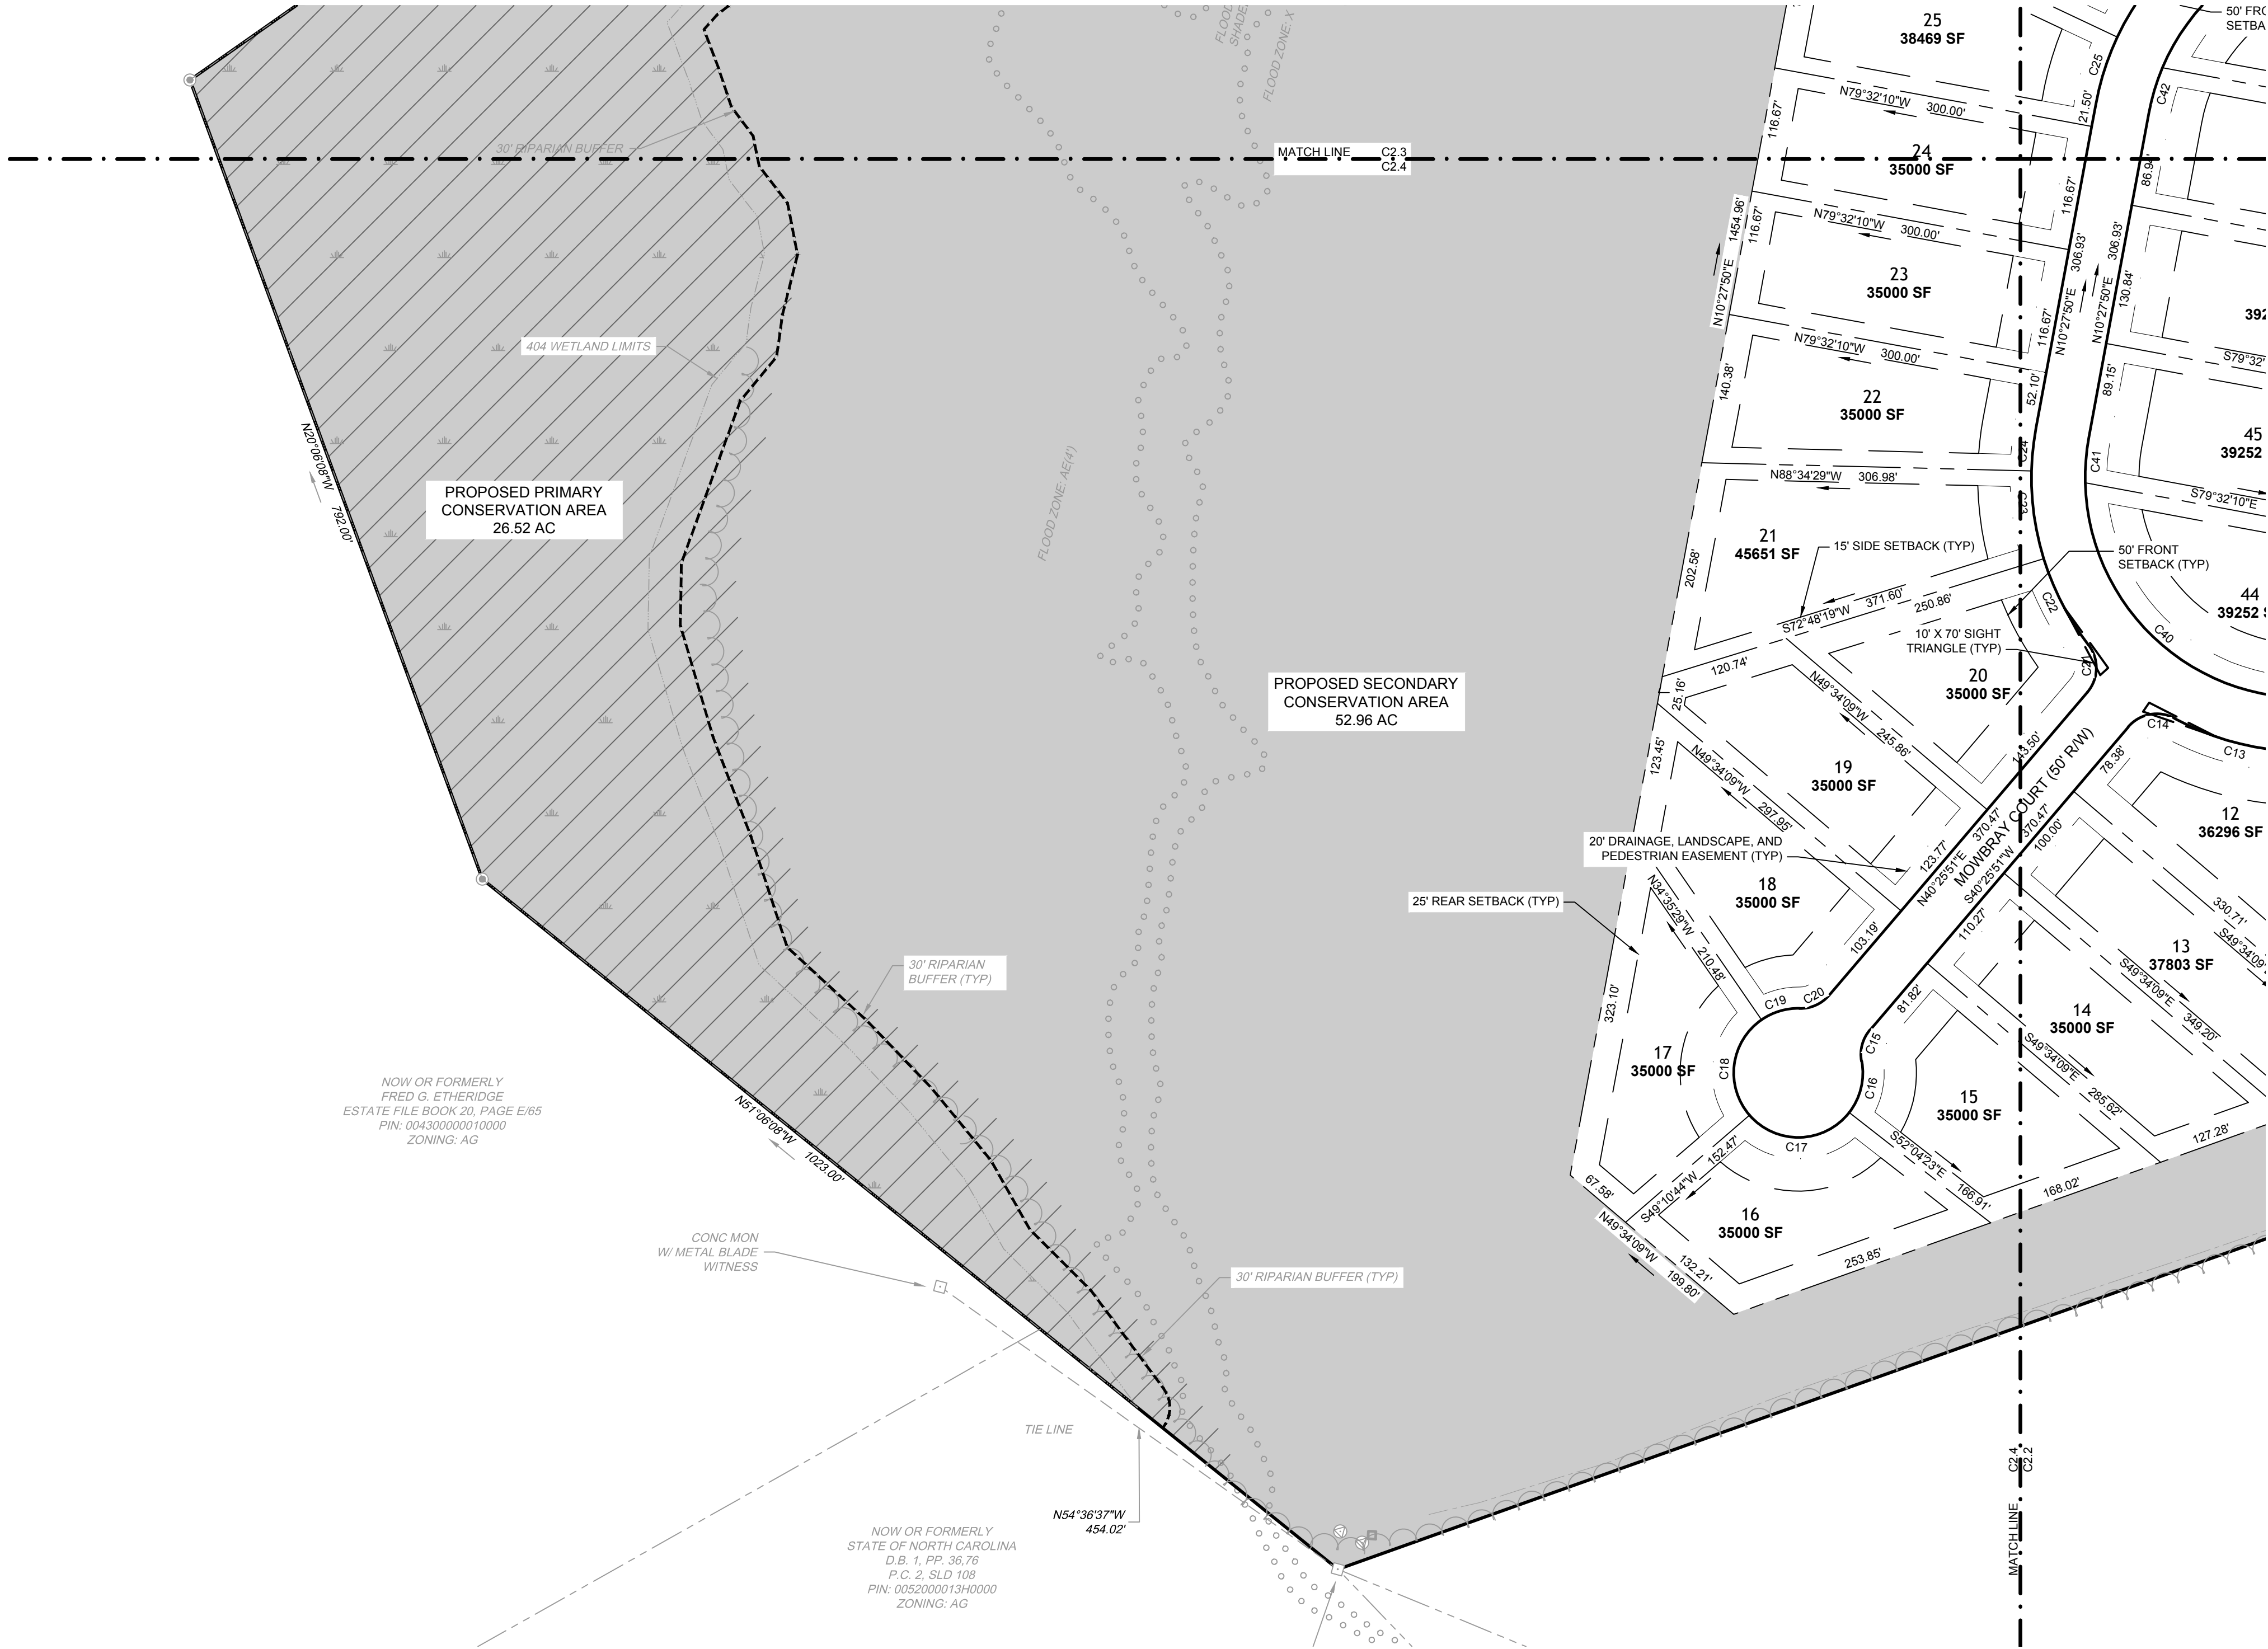 25
38469 SF
50' FRO
SETBA
C25
C42
21.50'
N79°32'10"W 300.00'
116.67'
30' RIPARIAN BUFFER
FLOOD ZONE: X
MATCH LINE C2.3
C2.4
24
35000 SF
86.94'
116.67'
N79°32'10"W 300.00'
N10°27'50"E 1454.96'
116.67'
306.93'
N10°27'50"E
N10°27'50"E 306.93'
130.84'
23
35000 SF
116.67'
392
404 WETLAND LIMITS
N79°32'10"W 300.00'
S79°32'
140.38'
22
35000 SF
52.10'
89.15'
45
39252
C24
C41
N20°06'08"W 792.00'
FLOOD ZONE: AE(4')
PROPOSED PRIMARY
CONSERVATION AREA
26.52 AC
N88°34'29"W 306.98'
C23
S79°32'10"E
21
45651 SF
15' SIDE SETBACK (TYP)
50' FRONT
SETBACK (TYP)
202.58'
S72°48'19"W 371.60'
250.86'
C22
44
39252 S
10' X 70' SIGHT
TRIANGLE (TYP)
C21
C40
120.74'
25.16'
20
35000 SF
PROPOSED SECONDARY
CONSERVATION AREA
52.96 AC
N49°34'09"W 245.86'
C14
C13
143.50'
78.38'
123.45'
N49°34'09"W 297.95'
19
35000 SF
12
36296 SF
MOWBRAY COURT (50' R/W)
20' DRAINAGE, LANDSCAPE, AND
PEDESTRIAN EASEMENT (TYP)
123.77'
N40°25'51"E 370.47'
S40°25'51"W 370.47'
100.00'
18
35000 SF
25' REAR SETBACK (TYP)
N34°35'29"W 210.48'
103.19'
110.27'
330.71'
S49°34'09"
13
37803 SF
S49°34'09"E 349.20'
30' RIPARIAN
BUFFER (TYP)
323.10'
C19
C20
81.82'
14
35000 SF
S49°34'09"E 285.62'
17
35000 SF
C18
C15
C16
15
35000 SF
NOW OR FORMERLY
FRED G. ETHERIDGE
ESTATE FILE BOOK 20, PAGE E/65
PIN: 004300000010000
ZONING: AG
N51°06'08"W 1023.00'
C17
152.47'
S49°10'44"W
S52°04'23"E 166.91'
127.28'
168.02'
67.58'
16
35000 SF
N49°34'09"W 199.80'
132.21'
253.85'
CONC MON
W/ METAL BLADE
WITNESS
30' RIPARIAN BUFFER (TYP)
TIE LINE
N54°36'37"W
454.02'
C2.4
C2.2
MATCH LINE
NOW OR FORMERLY
STATE OF NORTH CAROLINA
D.B. 1, PP. 36,76
P.C. 2, SLD 108
PIN: 0052000013H0000
ZONING: AG